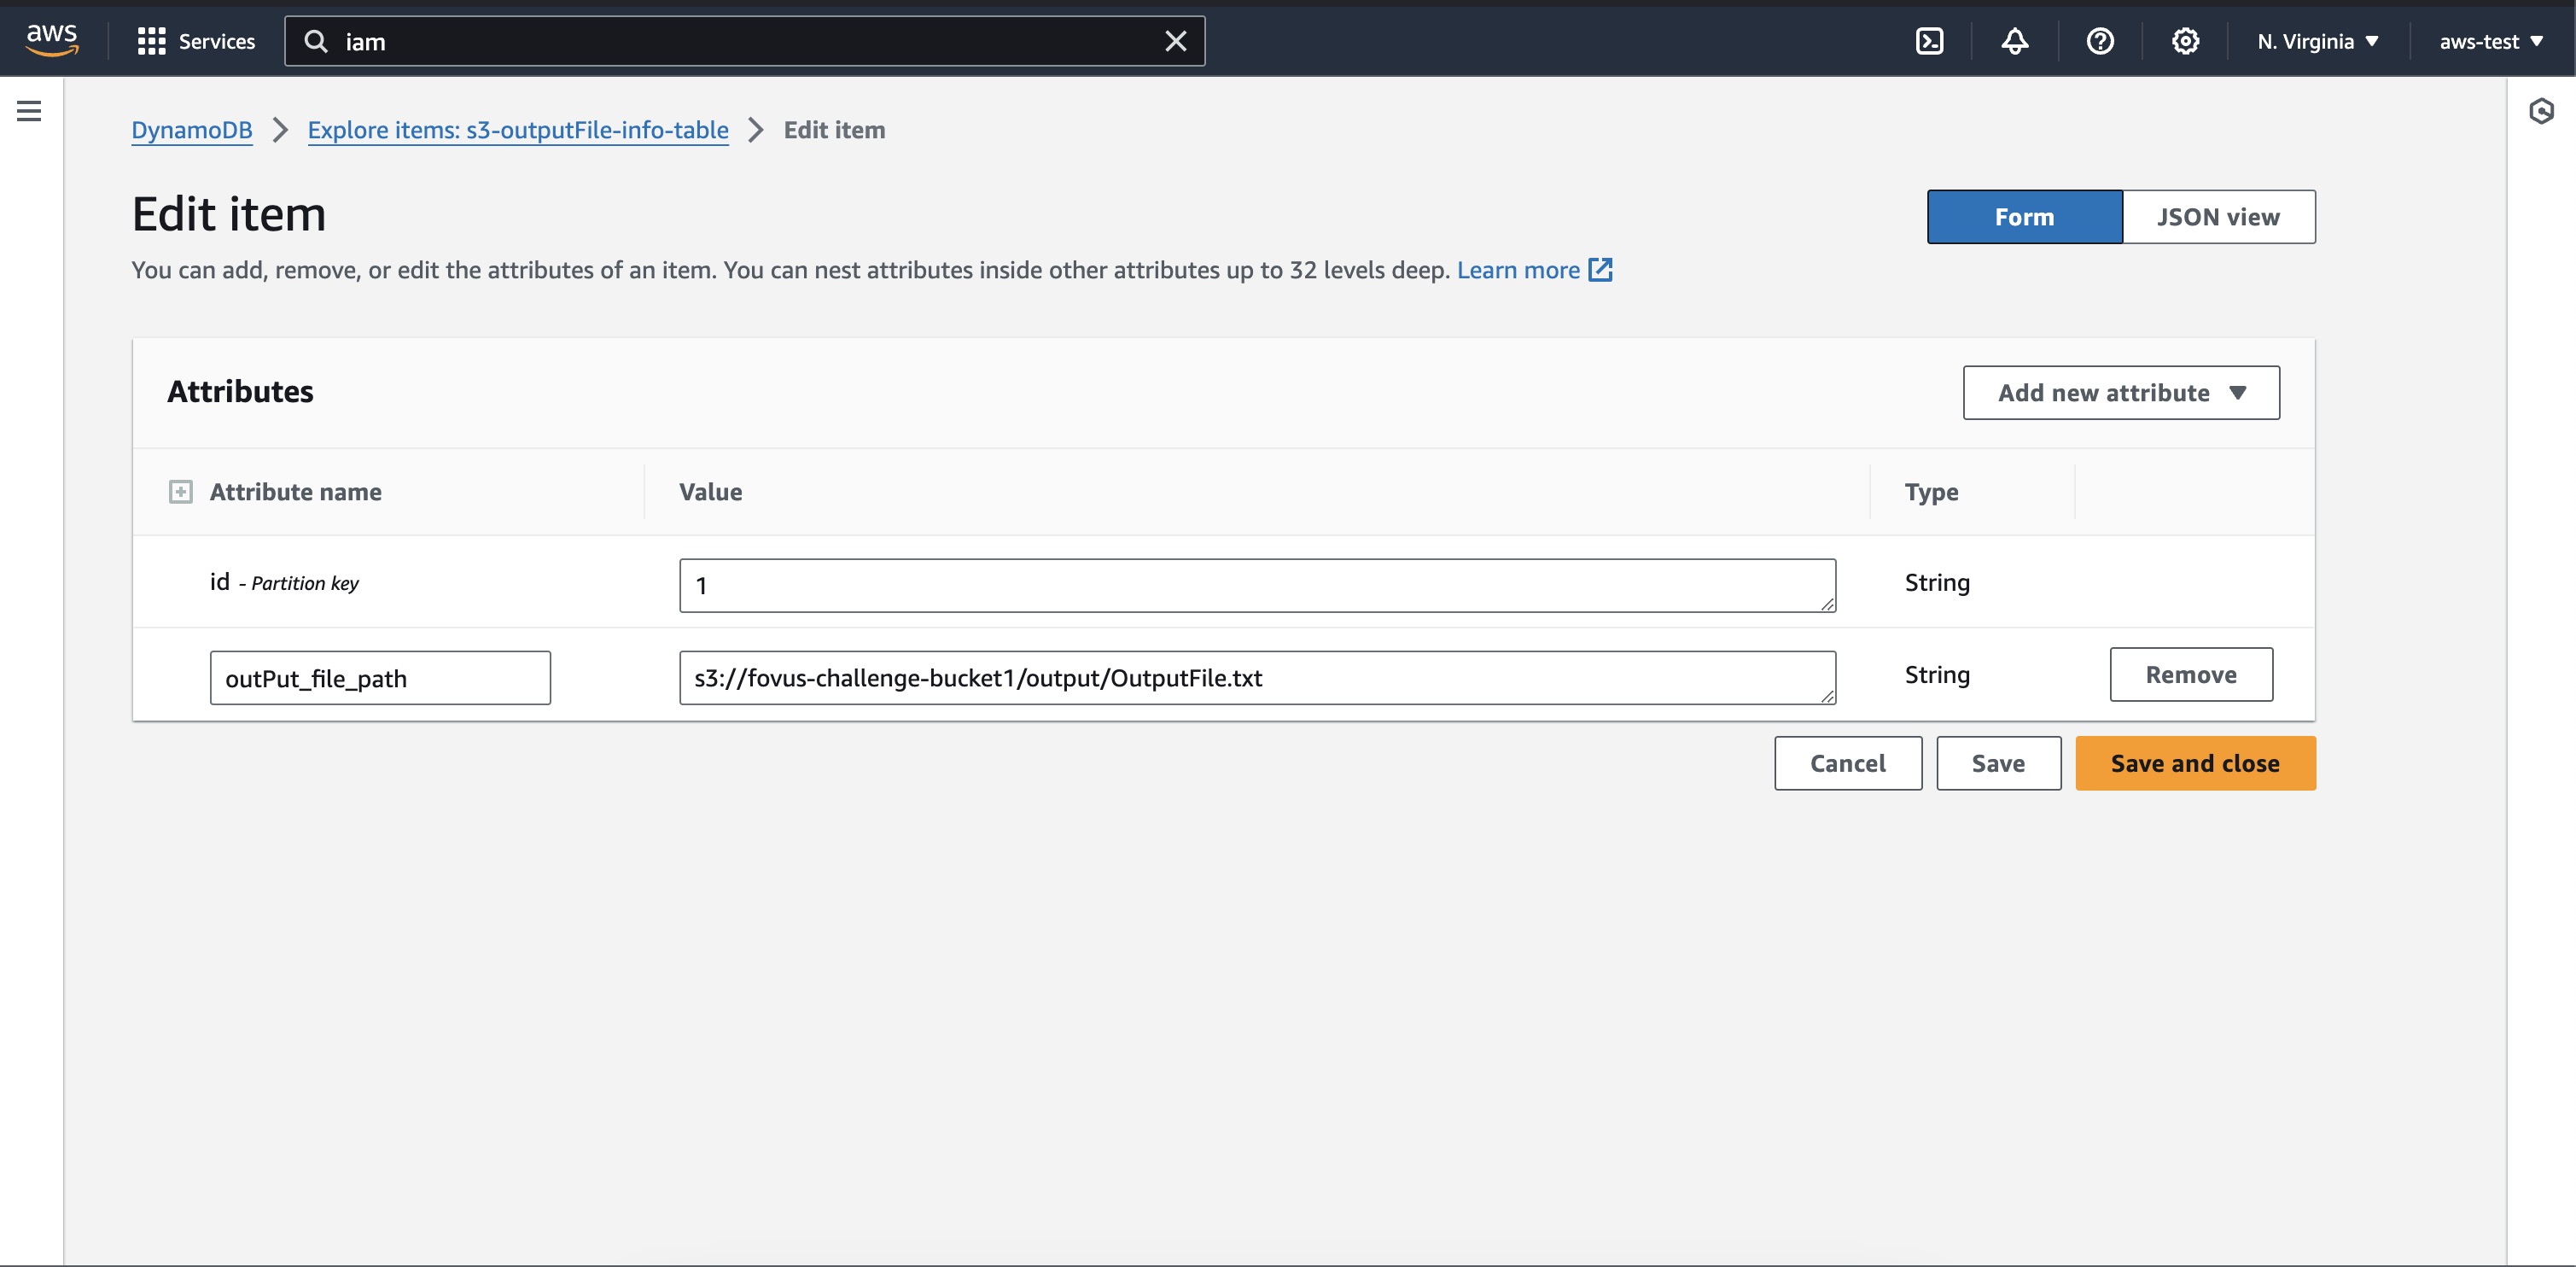 aws
Services
iam
N. Virginia
aws-test
DynamoDB
Explore items: s3-outputFile-info-table
Edit item
Edit item
Form
JSON view
You can add, remove, or edit the attributes of an item. You can nest attributes inside other attributes up to 32 levels deep. Learn more
Attributes
Add new attribute
Attribute name
Value
Type
id - Partition key
1
String
outPut_file_path
s3://fovus-challenge-bucket1/output/OutputFile.txt
String
Remove
Cancel
Save
Save and close